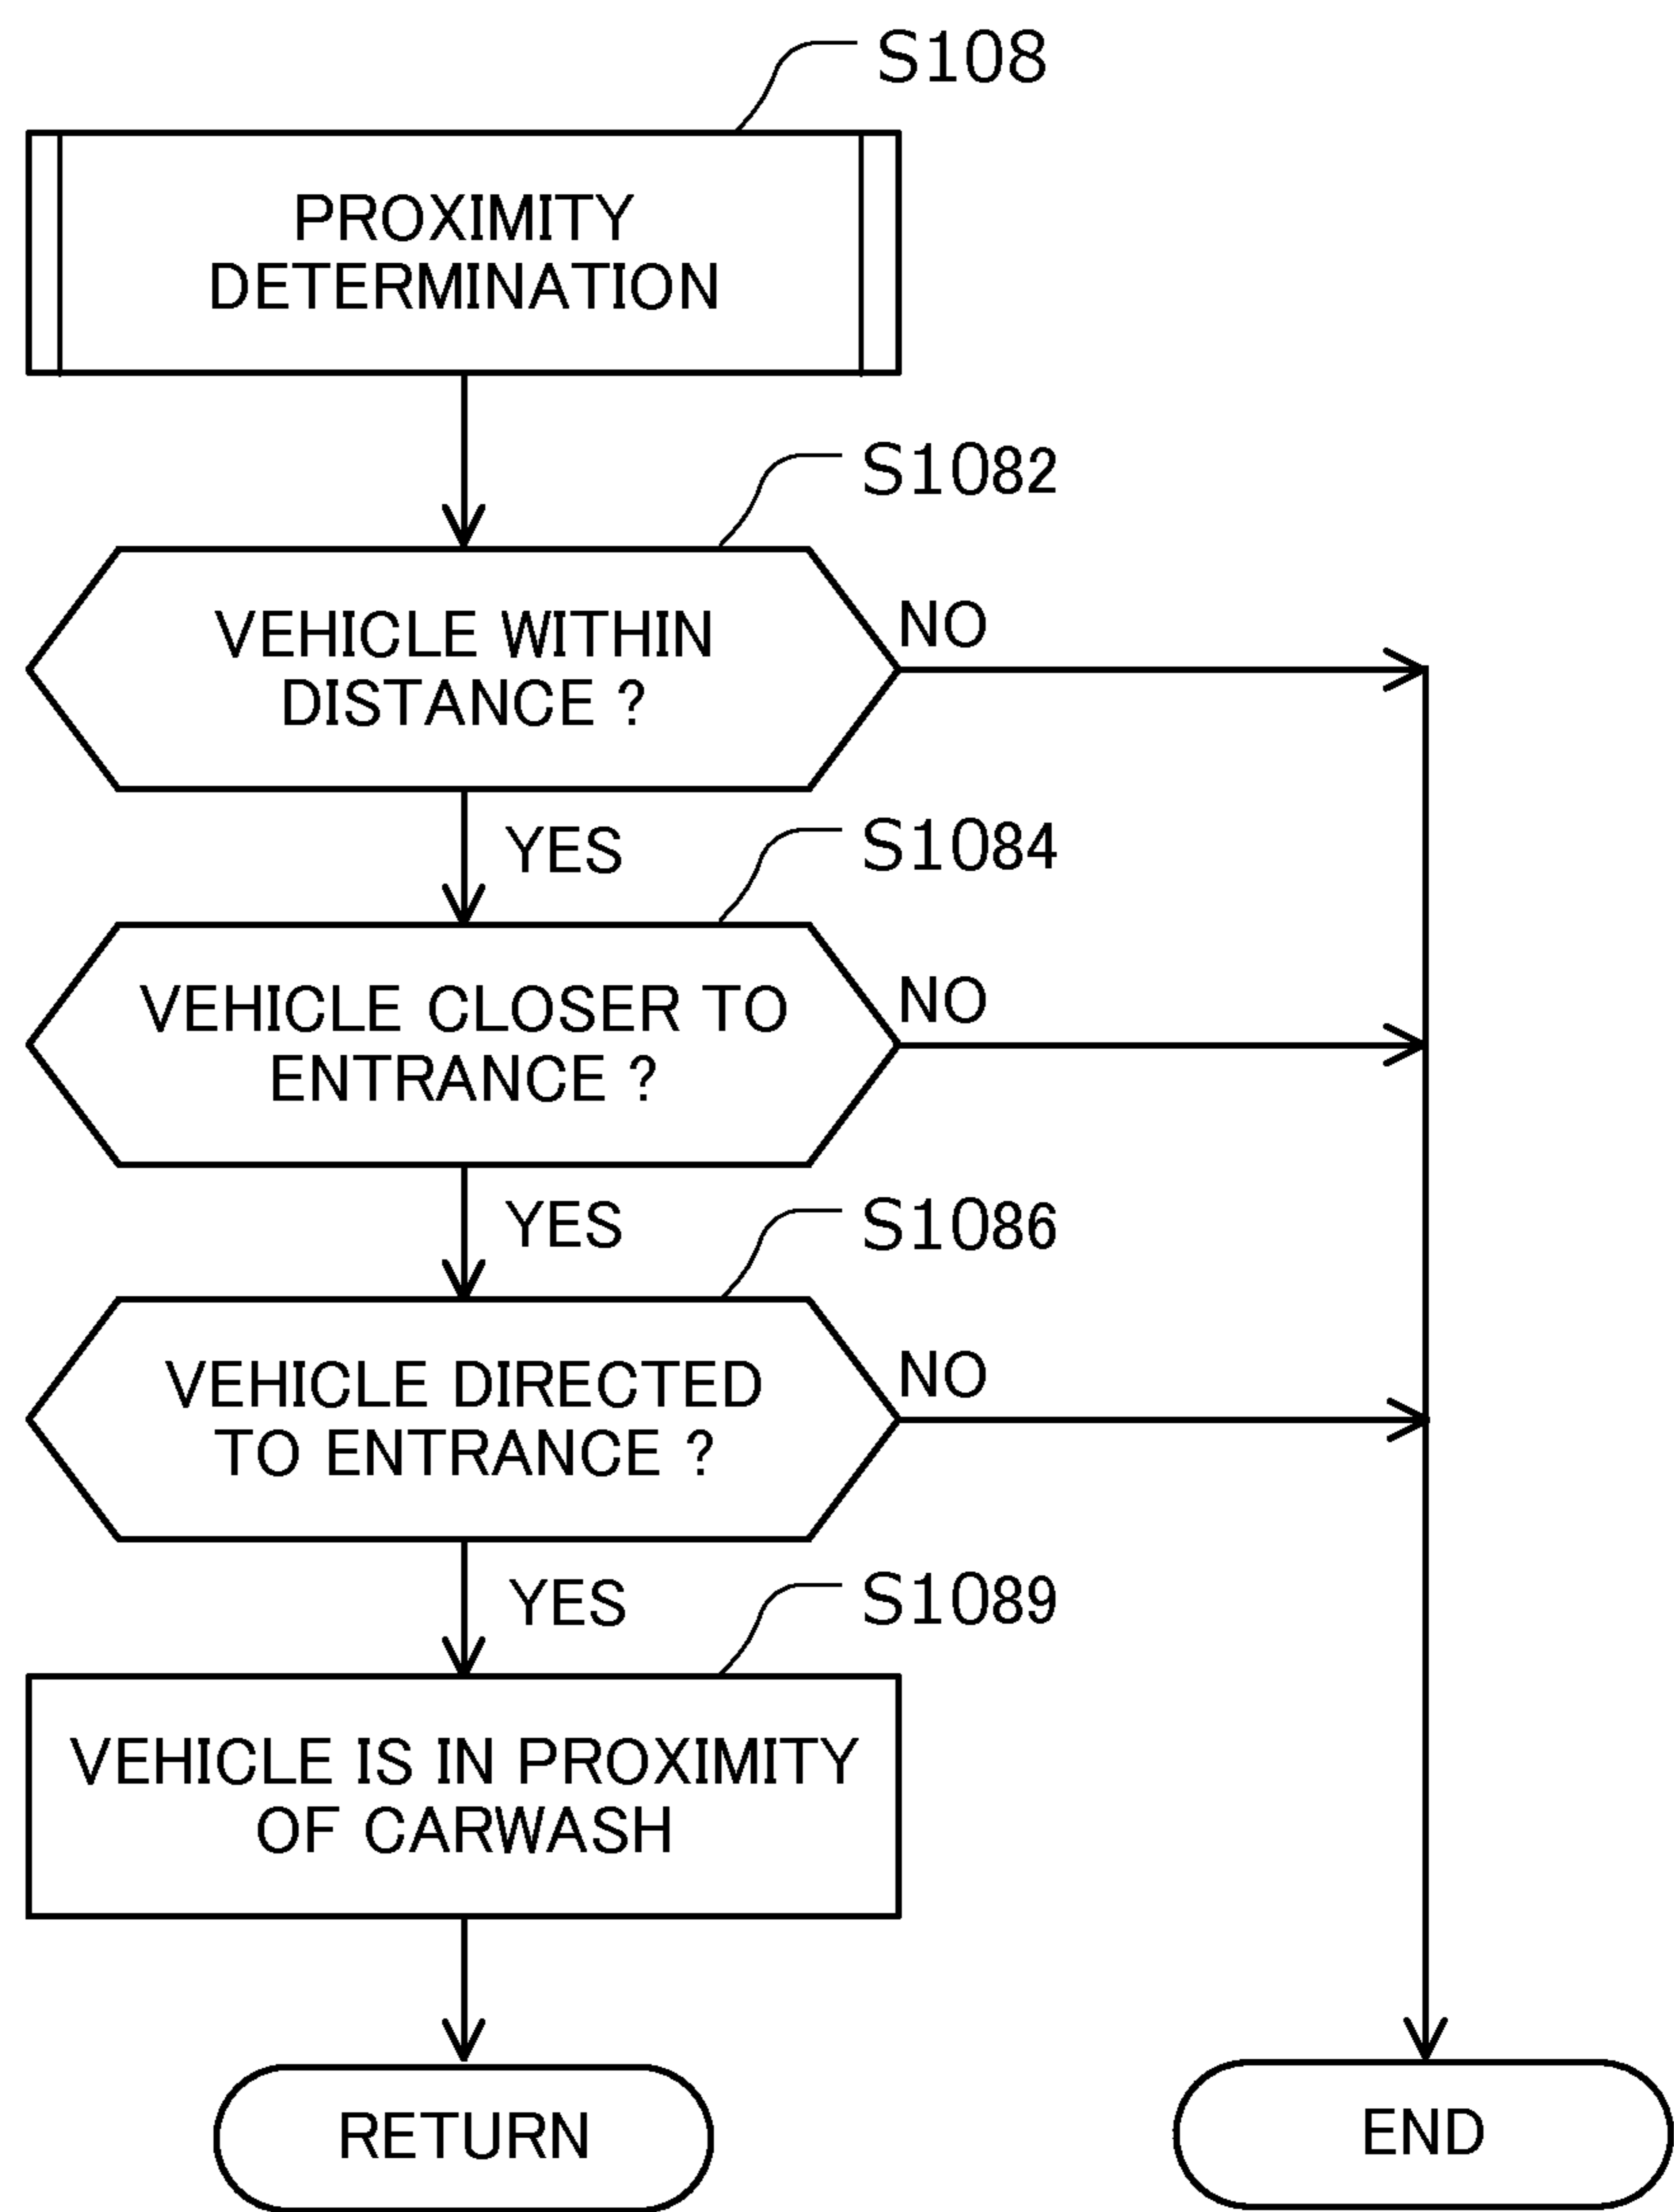 S108
PROXIMITY
DETERMINATION
S1082
VEHICLE WITHIN
DISTANCE ?
NO
YES
S1084
VEHICLE CLOSER TO
ENTRANCE ?
NO
YES
S1086
VEHICLE DIRECTED
TO ENTRANCE ?
NO
YES
S1089
VEHICLE IS IN PROXIMITY
OF CARWASH
RETURN
END